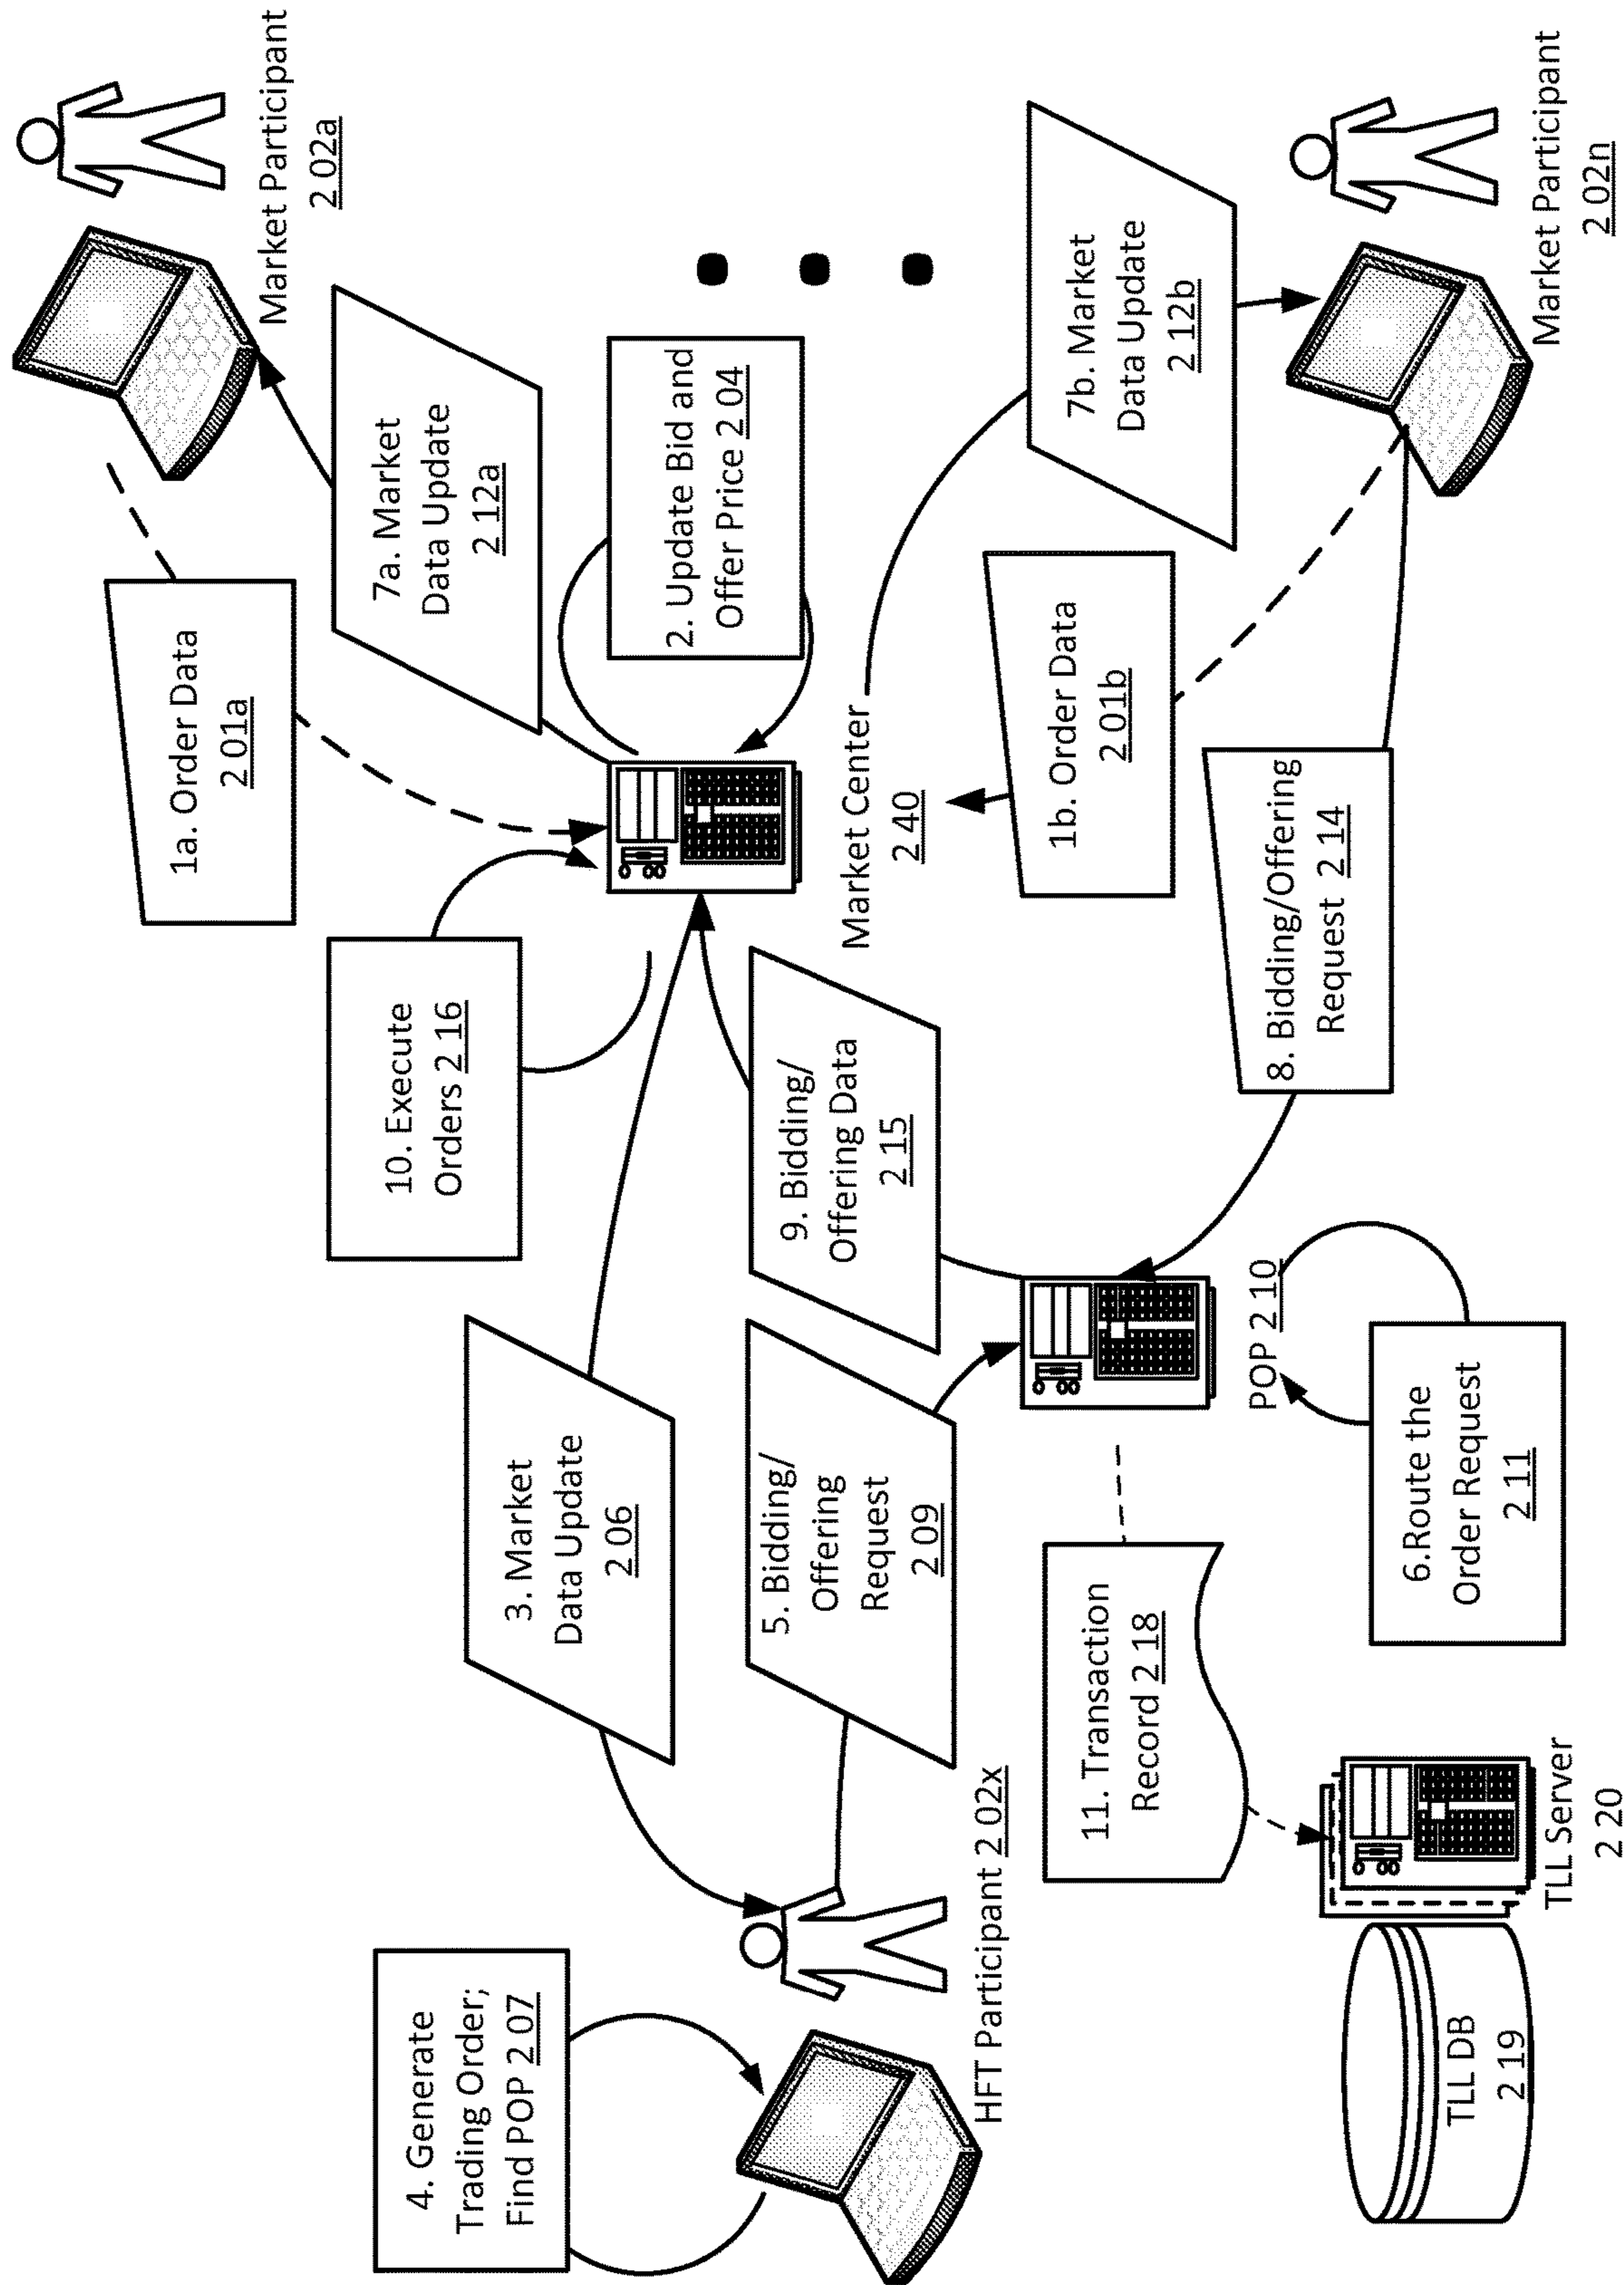 4. Generate
Trading Order;
Find POP 2 07
HFT Participant 2 02x
3. Market
Data Update
2 06
5. Bidding/
Offering
Request
2 09
10. Execute
Orders 2 16
1a. Order Data
2 01a
Market Participant
2 02a
7a. Market
Data Update
2 12a
2. Update Bid and
Offer Price 2 04
Market Center
2 40
9. Bidding/
Offering Data
2 15
1b. Order Data
2 01b
7b. Market
Data Update
2 12b
Market Participant
2 02n
8. Bidding/Offering
Request 2 14
POP 2 10
6.Route the
Order Request
2 11
11. Transaction
Record 2 18
TLL Server
2 20
TLL DB
2 19